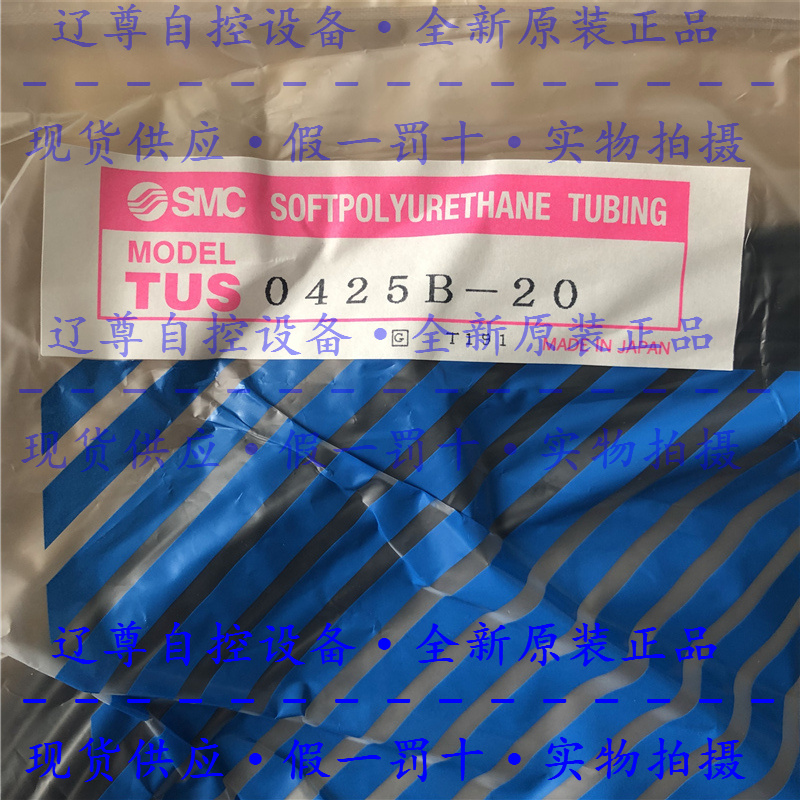 辽尊自控设备·全新原装正品
现货供应·假一罚十·实物拍摄
SMC SOFTPOLYURETHANE TUBING
MODEL
TUS 0425B-20
辽尊自控设备·全新原装正品
G T191 MADE IN JAPAN
现货供应·假一罚十·实物拍摄
辽尊自控设备·全新原装正品
现货供应·假一罚十·实物拍摄